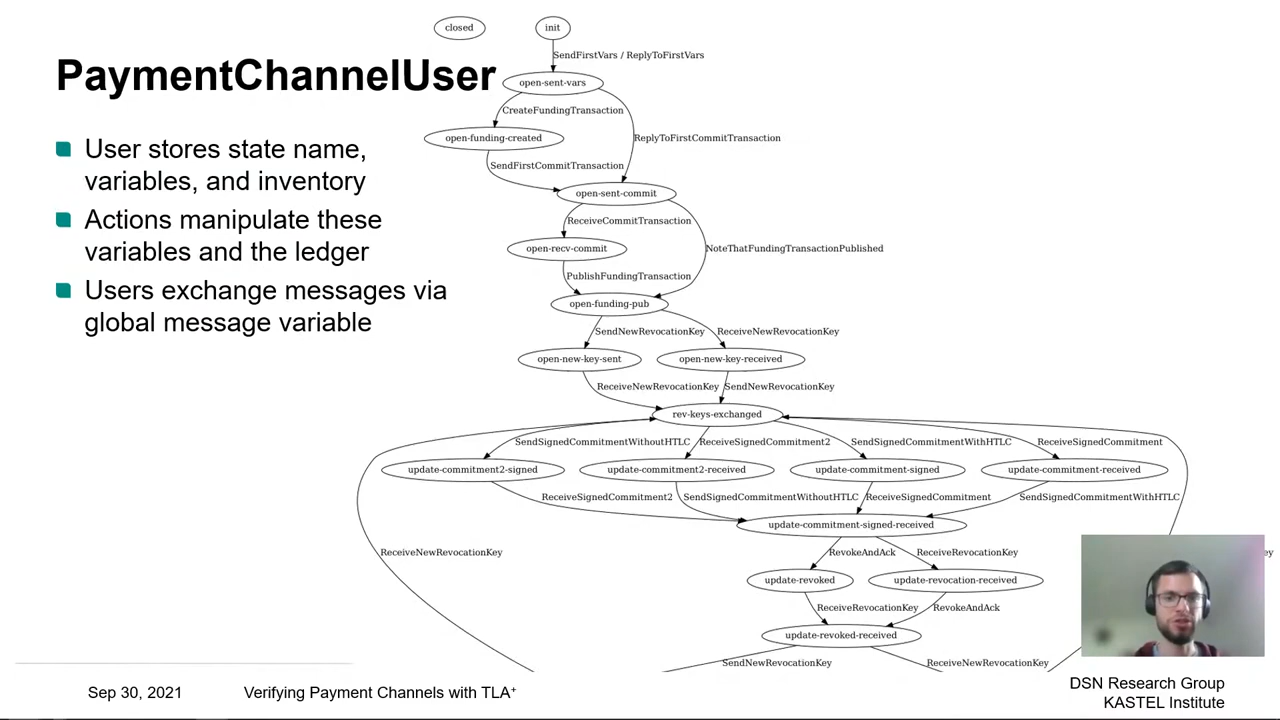 closed
init
SendFirstVars / ReplyToFirstVars
PaymentChannelUser
open-sent-vars
CreateFundingTransaction
open-funding-created
ReplyToFirstCommitTransaction
User stores state name,
variables, and inventory
SendFirstCommitTransaction
open-sent-commit
Actions manipulate these
variables and the ledger
ReceiveCommitTransaction
open-recv-commit
NoteThatFundingTransactionPublished
PublishFundingTransaction
Users exchange messages via
global message variable
open-funding-pub
SendNewRevocationKey
ReceiveNewRevocationKey
open-new-key-sent
open-new-key-received
ReceiveNewRevocationKey
SendNewRevocationKey
rev-keys-exchanged
SendSignedCommitmentWithoutHTLC
ReceiveSignedCommitment2
SendSignedCommitmentWithHTLC
ReceiveSignedCommitment
update-commitment2-signed
update-commitment2-received
update-commitment-signed
update-commitment-received
ReceiveSignedCommitment2
SendSignedCommitmentWithoutHTLC
ReceiveSignedCommitment
SendSignedCommitmentWithHTLC
update-commitment-signed-received
ReceiveNewRevocationKey
RevokeAndAck
ReceiveRevocationKey
update-revoked
update-revocation-received
ReceiveRevocationKey
RevokeAndAck
update-revoked-received
SendNewRevocationKey
ReceiveNewRevocationKey
Sep 30, 2021
Verifying Payment Channels with TLA⁺
DSN Research Group
KASTEL Institute